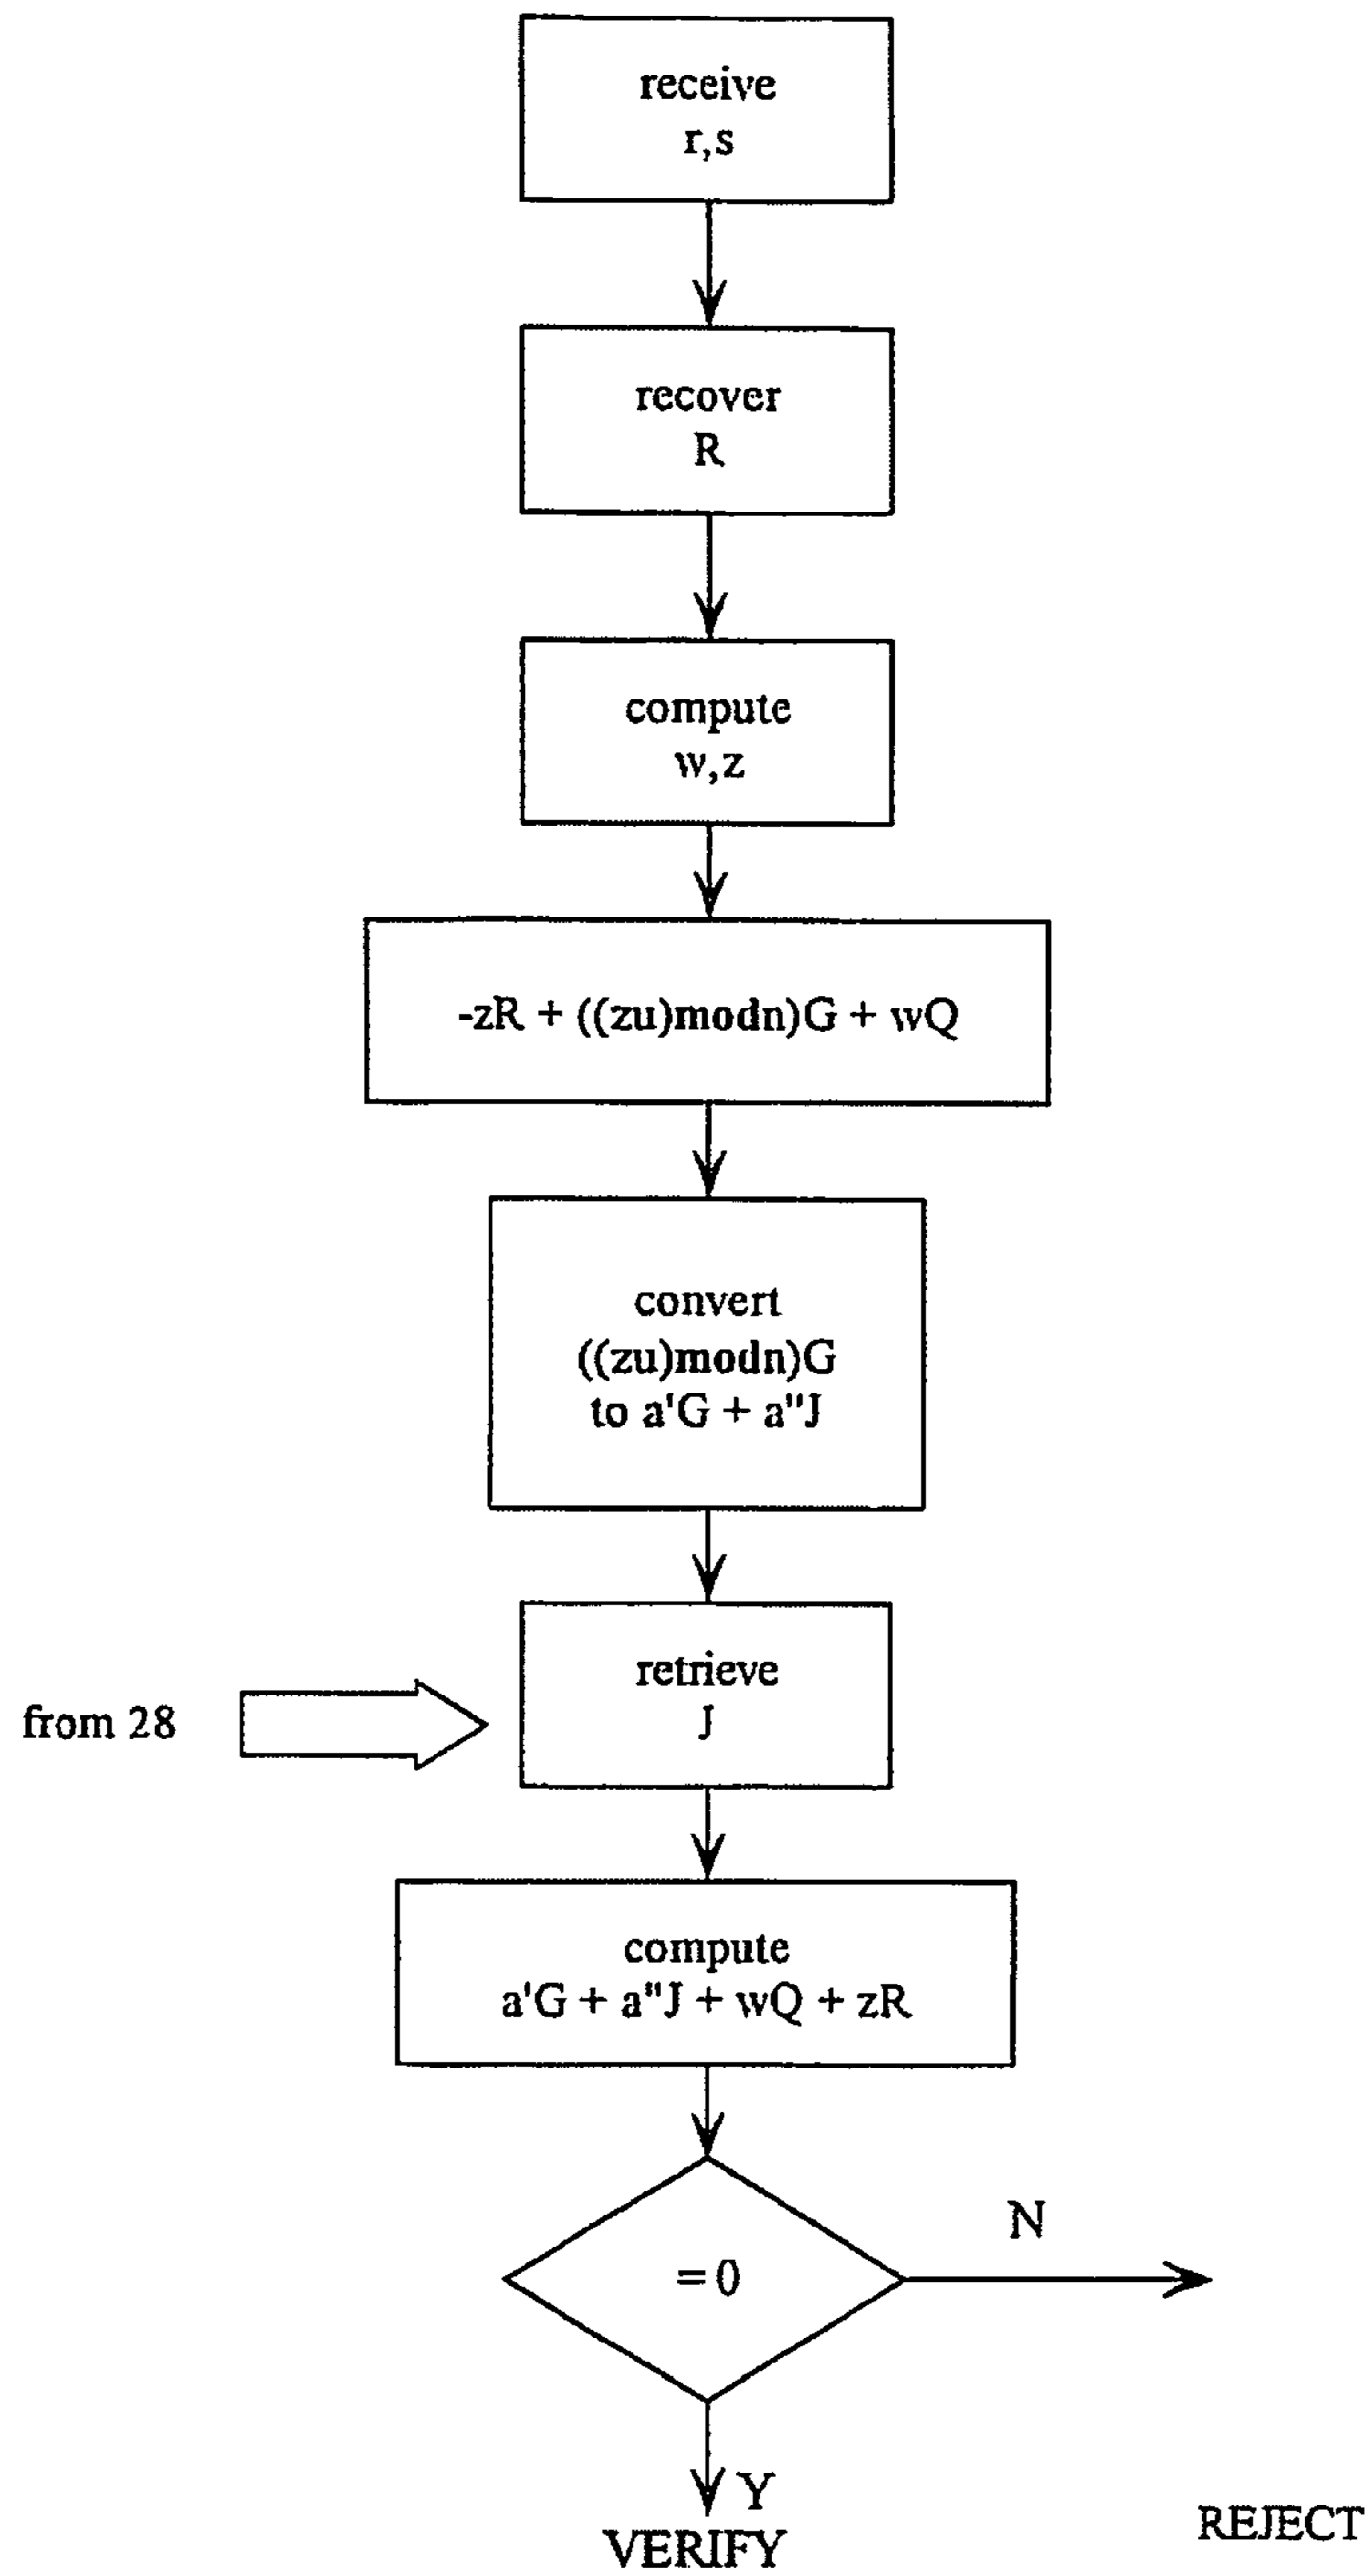 receive
r,s
recover
R
compute
w,z
-zR + ((zu)modn)G + wQ
convert
((zu)modn)G
to a'G + a"J
retrieve
J
from 28
compute
a'G + a"J + wQ + zR
= 0
N
Y
VERIFY
REJECT